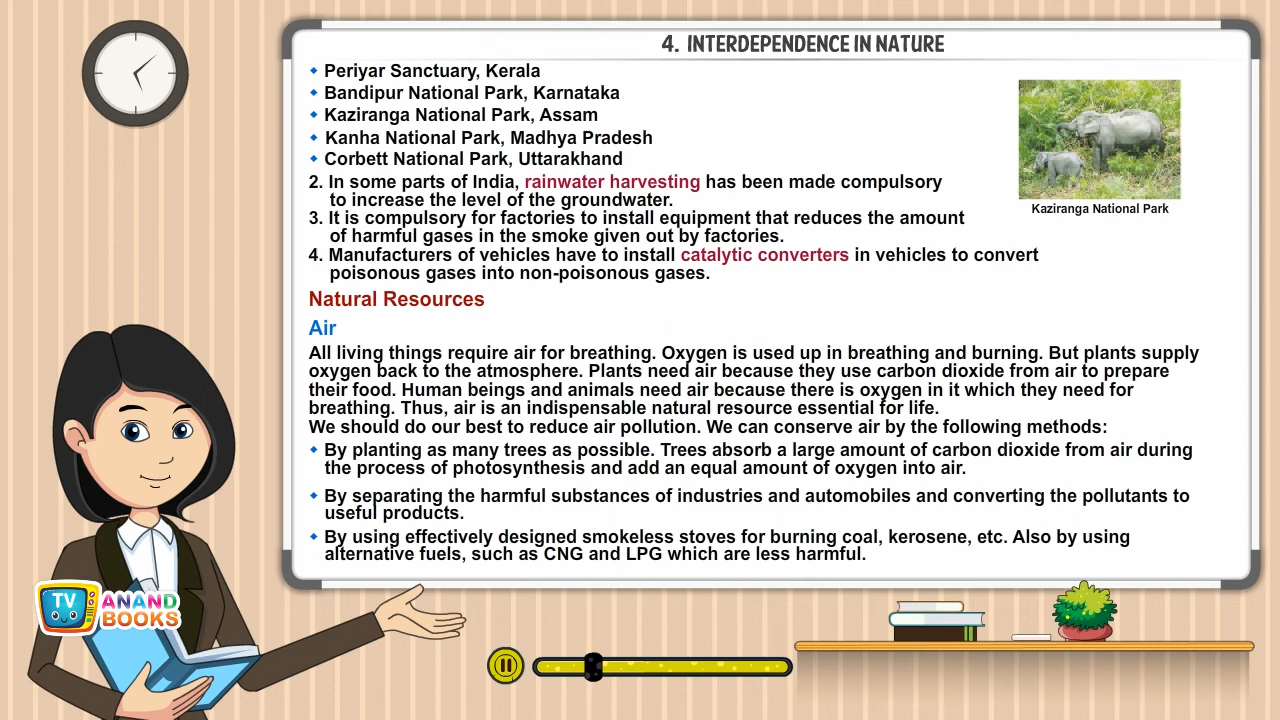 4. INTERDEPENDENCE IN NATURE
Periyar Sanctuary, Kerala
Bandipur National Park, Karnataka
Kaziranga National Park, Assam
Kanha National Park, Madhya Pradesh
Corbett National Park, Uttarakhand
Kaziranga National Park
2. In some parts of India, rainwater harvesting has been made compulsory
to increase the level of the groundwater.
3. It is compulsory for factories to install equipment that reduces the amount
of harmful gases in the smoke given out by factories.
4. Manufacturers of vehicles have to install catalytic converters in vehicles to convert
poisonous gases into non-poisonous gases.
Natural Resources
Air
All living things require air for breathing. Oxygen is used up in breathing and burning. But plants supply
oxygen back to the atmosphere. Plants need air because they use carbon dioxide from air to prepare
their food. Human beings and animals need air because there is oxygen in it which they need for
breathing. Thus, air is an indispensable natural resource essential for life.
We should do our best to reduce air pollution. We can conserve air by the following methods:
By planting as many trees as possible. Trees absorb a large amount of carbon dioxide from air during
the process of photosynthesis and add an equal amount of oxygen into air.
By separating the harmful substances of industries and automobiles and converting the pollutants to
useful products.
By using effectively designed smokeless stoves for burning coal, kerosene, etc. Also by using
alternative fuels, such as CNG and LPG which are less harmful.
TV
ANAND
BOOKS